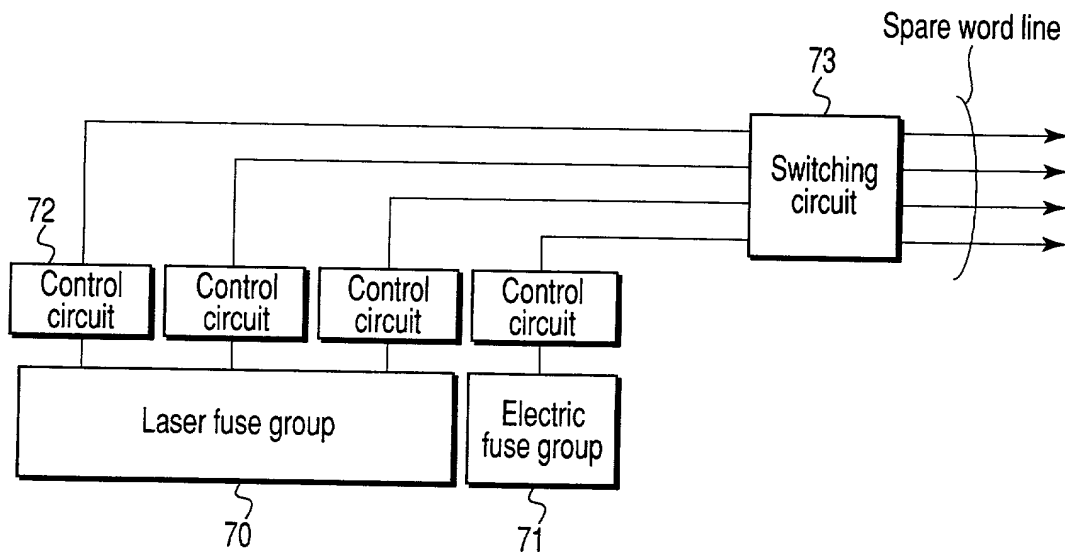 Spare word line
73
Switching
circuit
72
Control
circuit
Control
circuit
Control
circuit
Control
circuit
Laser fuse group
Electric
fuse group
70
71